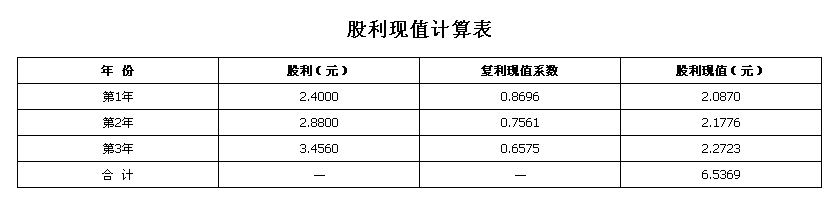 股利现值计算表
年 份 股利（元） 复利现值系数 股利现值（元）
第1年 2.4000 0.8696 2.0870
第2年 2.8800 0.7561 2.1776
第3年 3.4560 0.6575 2.2723
合 计 — — 6.5369